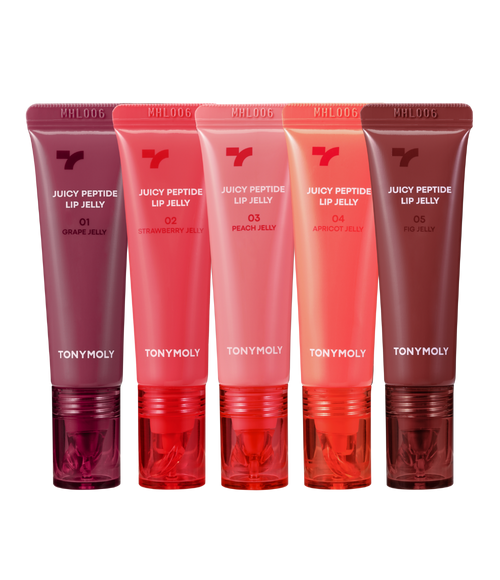 MHL006
JUICY PEPTIDE
LIP JELLY
01
GRAPE JELLY
TONYMOLY
MHL006
JUICY PEPTIDE
LIP JELLY
02
STRAWBERRY JELLY
TONYMOLY
MHL006
JUICY PEPTIDE
LIP JELLY
03
PEACH JELLY
TONYMOLY
MHL006
JUICY PEPTIDE
LIP JELLY
04
APRICOT JELLY
TONYMOLY
MHL006
JUICY PEPTIDE
LIP JELLY
05
FIG JELLY
TONYMOLY